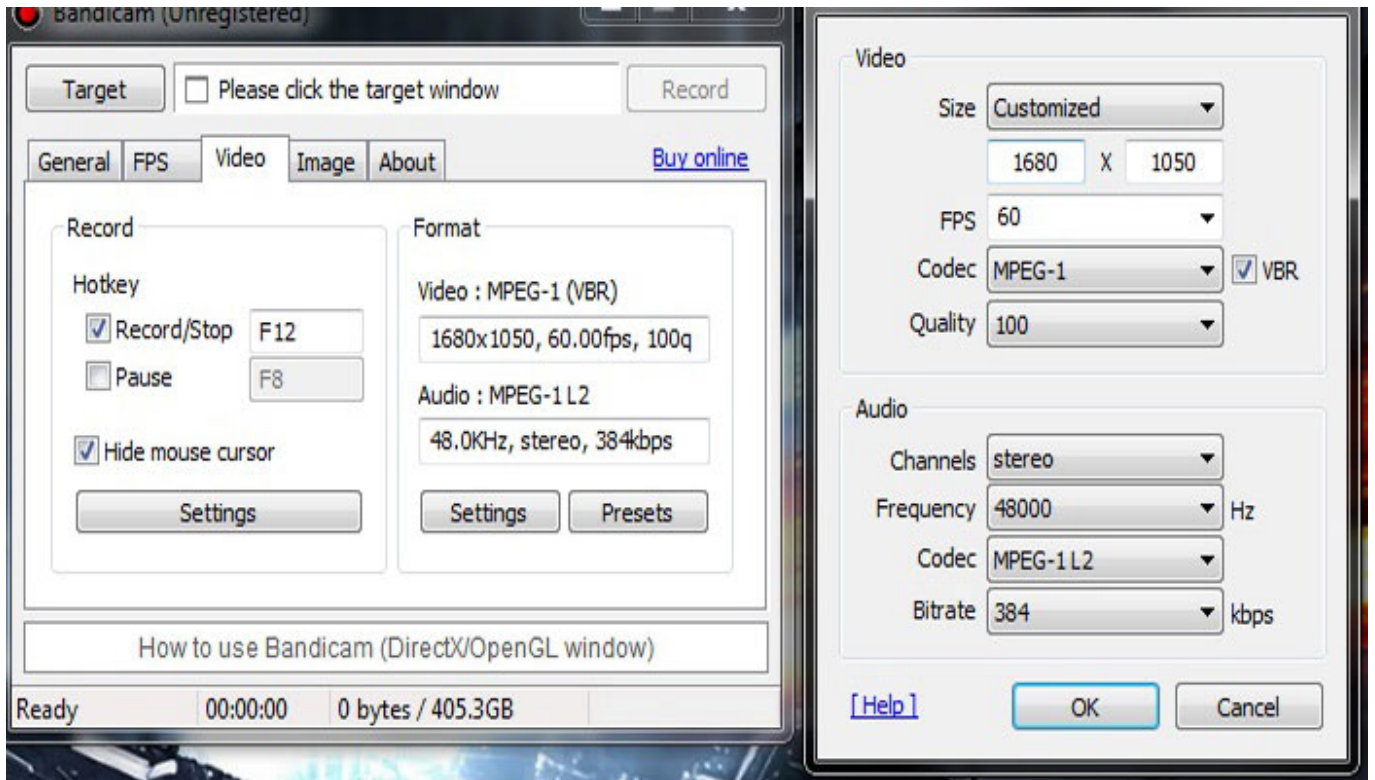 Bandicam (Unregistered)
Target
Please click the target window
Record
General FPS Video Image About
Buy online
Record
Hotkey
Record/Stop F12
Pause F8
Hide mouse cursor
Settings
Format
Video : MPEG-1 (VBR)
1680x1050, 60.00fps, 100q
Audio : MPEG-1 L2
48.0KHz, stereo, 384kbps
Settings Presets
How to use Bandicam (DirectX/OpenGL window)
Ready 00:00:00 0 bytes / 405.3GB
Video
Size Customized
1680 X 1050
FPS 60
Codec MPEG-1 VBR
Quality 100
Audio
Channels stereo
Frequency 48000 Hz
Codec MPEG-1 L2
Bitrate 384 kbps
[ Help ] OK Cancel